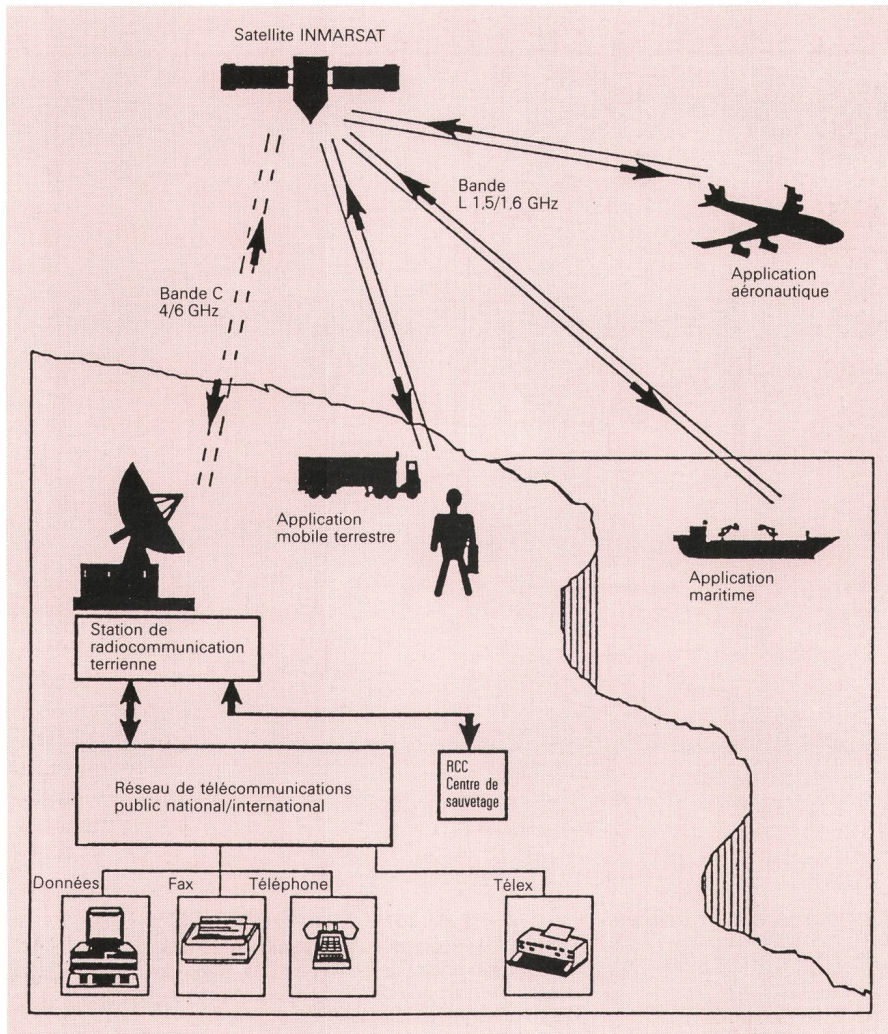 Satellite INMARSAT
Bande
L 1,5/1,6 GHz
Application
aéronautique
Bande C
4/6 GHz
Application
mobile terrestre
Application
maritime
Station de
radiocommunication
terrienne
Réseau de télécommunications
public national/international
RCC
Centre de
sauvetage
Données
Fax
Téléphone
Télex